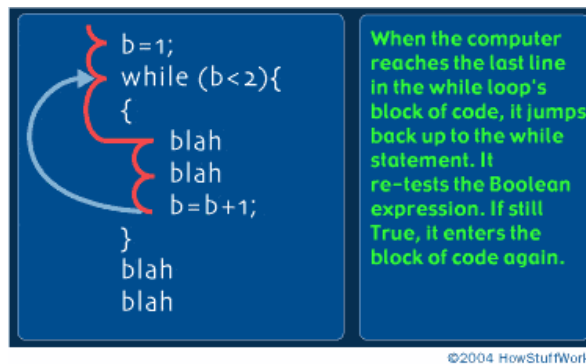 b=1;
while (b<2){
{
blah
blah
b=b+1;
}
blah
blah
When the computer
reaches the last line
in the while loop's
block of code, it jumps
back up to the while
statement. It
re-tests the Boolean
expression. If still
True, it enters the
block of code again.
©2004 HowStuffWork